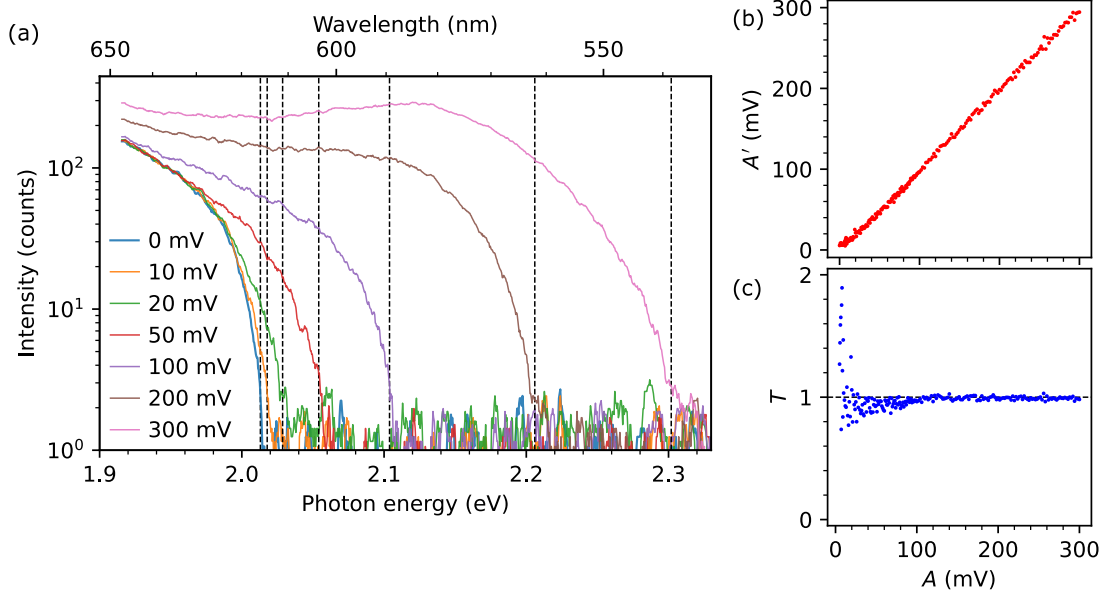 (a)
Wavelength (nm)
650
600
550
Intensity (counts)
10²
10¹
10⁰
0 mV
10 mV
20 mV
50 mV
100 mV
200 mV
300 mV
1.9
2.0
2.1
2.2
2.3
Photon energy (eV)
(b)
A′ (mV)
300
200
100
0
(c)
T
2
1
0
0
100
200
300
A (mV)